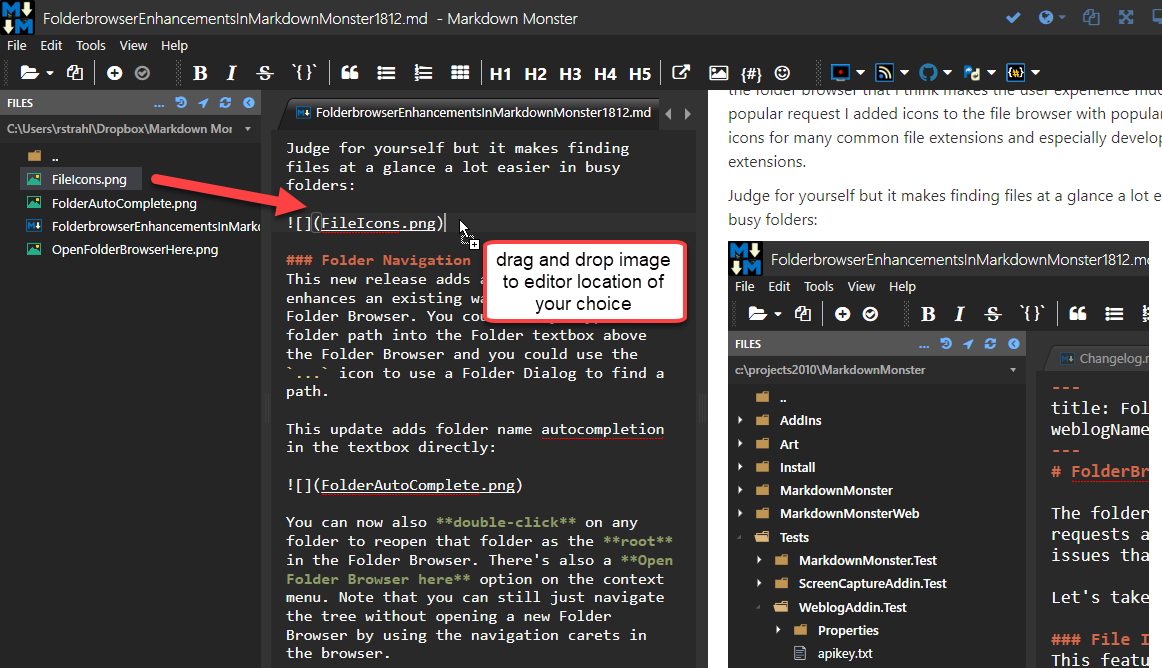 FolderbrowserEnhancementsInMarkdownMonster1812.md - Markdown Monster
File Edit Tools View Help
B I S `{}` H1 H2 H3 H4 H5 {#}
FILES ...
C:\Users\rstrahl\Dropbox\Markdown Mor
..
FileIcons.png
FolderAutoComplete.png
FolderbrowserEnhancementsInMarkd
OpenFolderBrowserHere.png
FolderbrowserEnhancementsInMarkdownMonster1812.md
Judge for yourself but it makes finding
files at a glance a lot easier in busy
folders:
![](FileIcons.png)
### Folder Navigation
This new release adds
enhances an existing wa
Folder Browser. You cou
folder path into the Folder textbox above
the Folder Browser and you could use the
`...` icon to use a Folder Dialog to find a
path.
This update adds folder name autocompletion
in the textbox directly:
![](FolderAutoComplete.png)
You can now also **double-click** on any
folder to reopen that folder as the **root**
in the Folder Browser. There's also a **Open
Folder Browser here** option on the context
menu. Note that you can still just navigate
the tree without opening a new Folder
Browser by using the navigation carets in
the browser.
drag and drop image
to editor location of
your choice
the folder browser that I think makes the user experience muc
popular request I added icons to the file browser with popular
icons for many common file extensions and especially develop
extensions.
Judge for yourself but it makes finding files at a glance a lot e
busy folders:
FolderbrowserEnhancementsInMarkdownMonster1812.md
File Edit Tools View Help
B I S `{}`
FILES ...
c:\projects2010\MarkdownMonster
..
AddIns
Art
Install
MarkdownMonster
MarkdownMonsterWeb
Tests
MarkdownMonster.Test
ScreenCaptureAddin.Test
WeblogAddin.Test
Properties
apikey.txt
Changelog.m
---
title: Fol
weblogName
---
# FolderBr
The folder
requests a
issues tha
Let's take
### File I
This featu